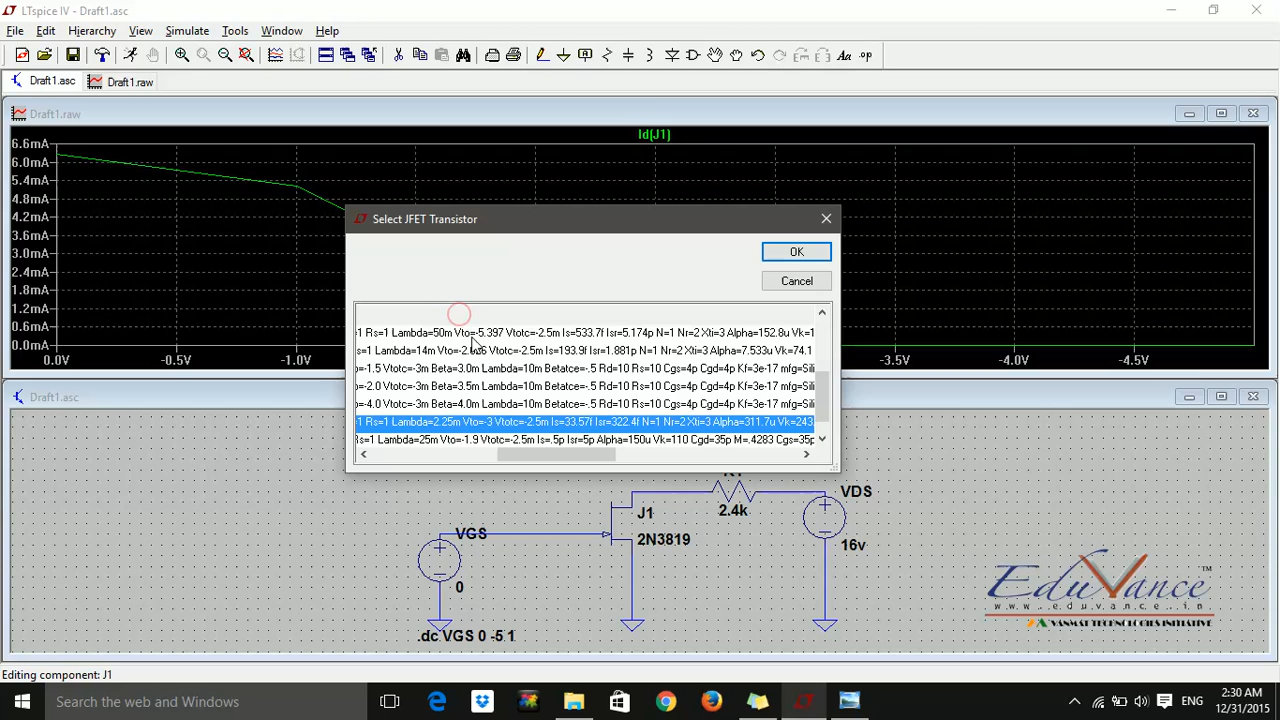 LTspice IV - Draft1.asc
File Edit Hierarchy View Simulate Tools Window Help
Draft1.asc Draft1.raw
Draft1.raw
Id(J1)
6.6mA
6.0mA
5.4mA
4.8mA
4.2mA
3.6mA
3.0mA
2.4mA
1.8mA
1.2mA
0.6mA
0.0mA
0.0V -0.5V -1.0V -3.5V -4.0V -4.5V
Select JFET Transistor
OK
Cancel
-1 Rs=1 Lambda=50m Vto=-5.397 Vtotc=-2.5m Is=533.7f Isr=5.174p N=1 Nr=2 Xti=3 Alpha=152.8u Vk=1
s=1 Lambda=14m Vtotc=-2.5m Is=193.9f Isr=1.881p N=1 Nr=2 Xti=3 Alpha=7.533u Vk=74.1
=-1.5 Vtotc=-3m Beta=3.0m Lambda=10m Betatce=-.5 Rd=10 Rs=10 Cgs=4p Cgd=4p Kf=3e-17 mfg=Sili
=-2.0 Vtotc=-3m Beta=3.5m Lambda=10m Betatce=-.5 Rd=10 Rs=10 Cgs=4p Cgd=4p Kf=3e-17 mfg=Sili
=-4.0 Vtotc=-3m Beta=4.0m Lambda=10m Betatce=-.5 Rd=10 Rs=10 Cgs=4p Cgd=4p Kf=3e-17 mfg=Sili
-1 Rs=1 Lambda=2.25m Vto=-3 Vtotc=-2.5m Is=33.57f Isr=322.4f N=1 Nr=2 Xti=3 Alpha=311.7u Vk=243.
s=1 Lambda=25m Vto=-1.9 Vtotc=-2.5m Is=.5p Isr=5p Alpha=150u Vk=110 Cgd=35p M=.4283 Cgs=35p
Draft1.asc
VGS
0
.dc VGS 0 -5 1
J1
2N3819
2.4k
VDS
16v
EduVance™
www.eduvance.in
YANMAY TECHNOLOGIES INITIATIVE
Editing component: J1
Search the web and Windows
ENG
2:30 AM
12/31/2015